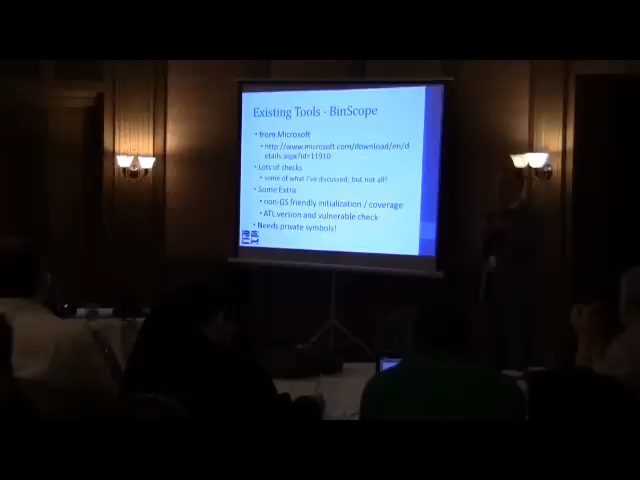 Existing Tools - BinScope
• from Microsoft
• http://www.microsoft.com/download/en/d
etails.aspx?id=11910
• Lots of checks
• some of what I've discussed, but not all!
• Some Extra
• non-GS friendly initialization / coverage
• ATL version and vulnerable check
• Needs private symbols!